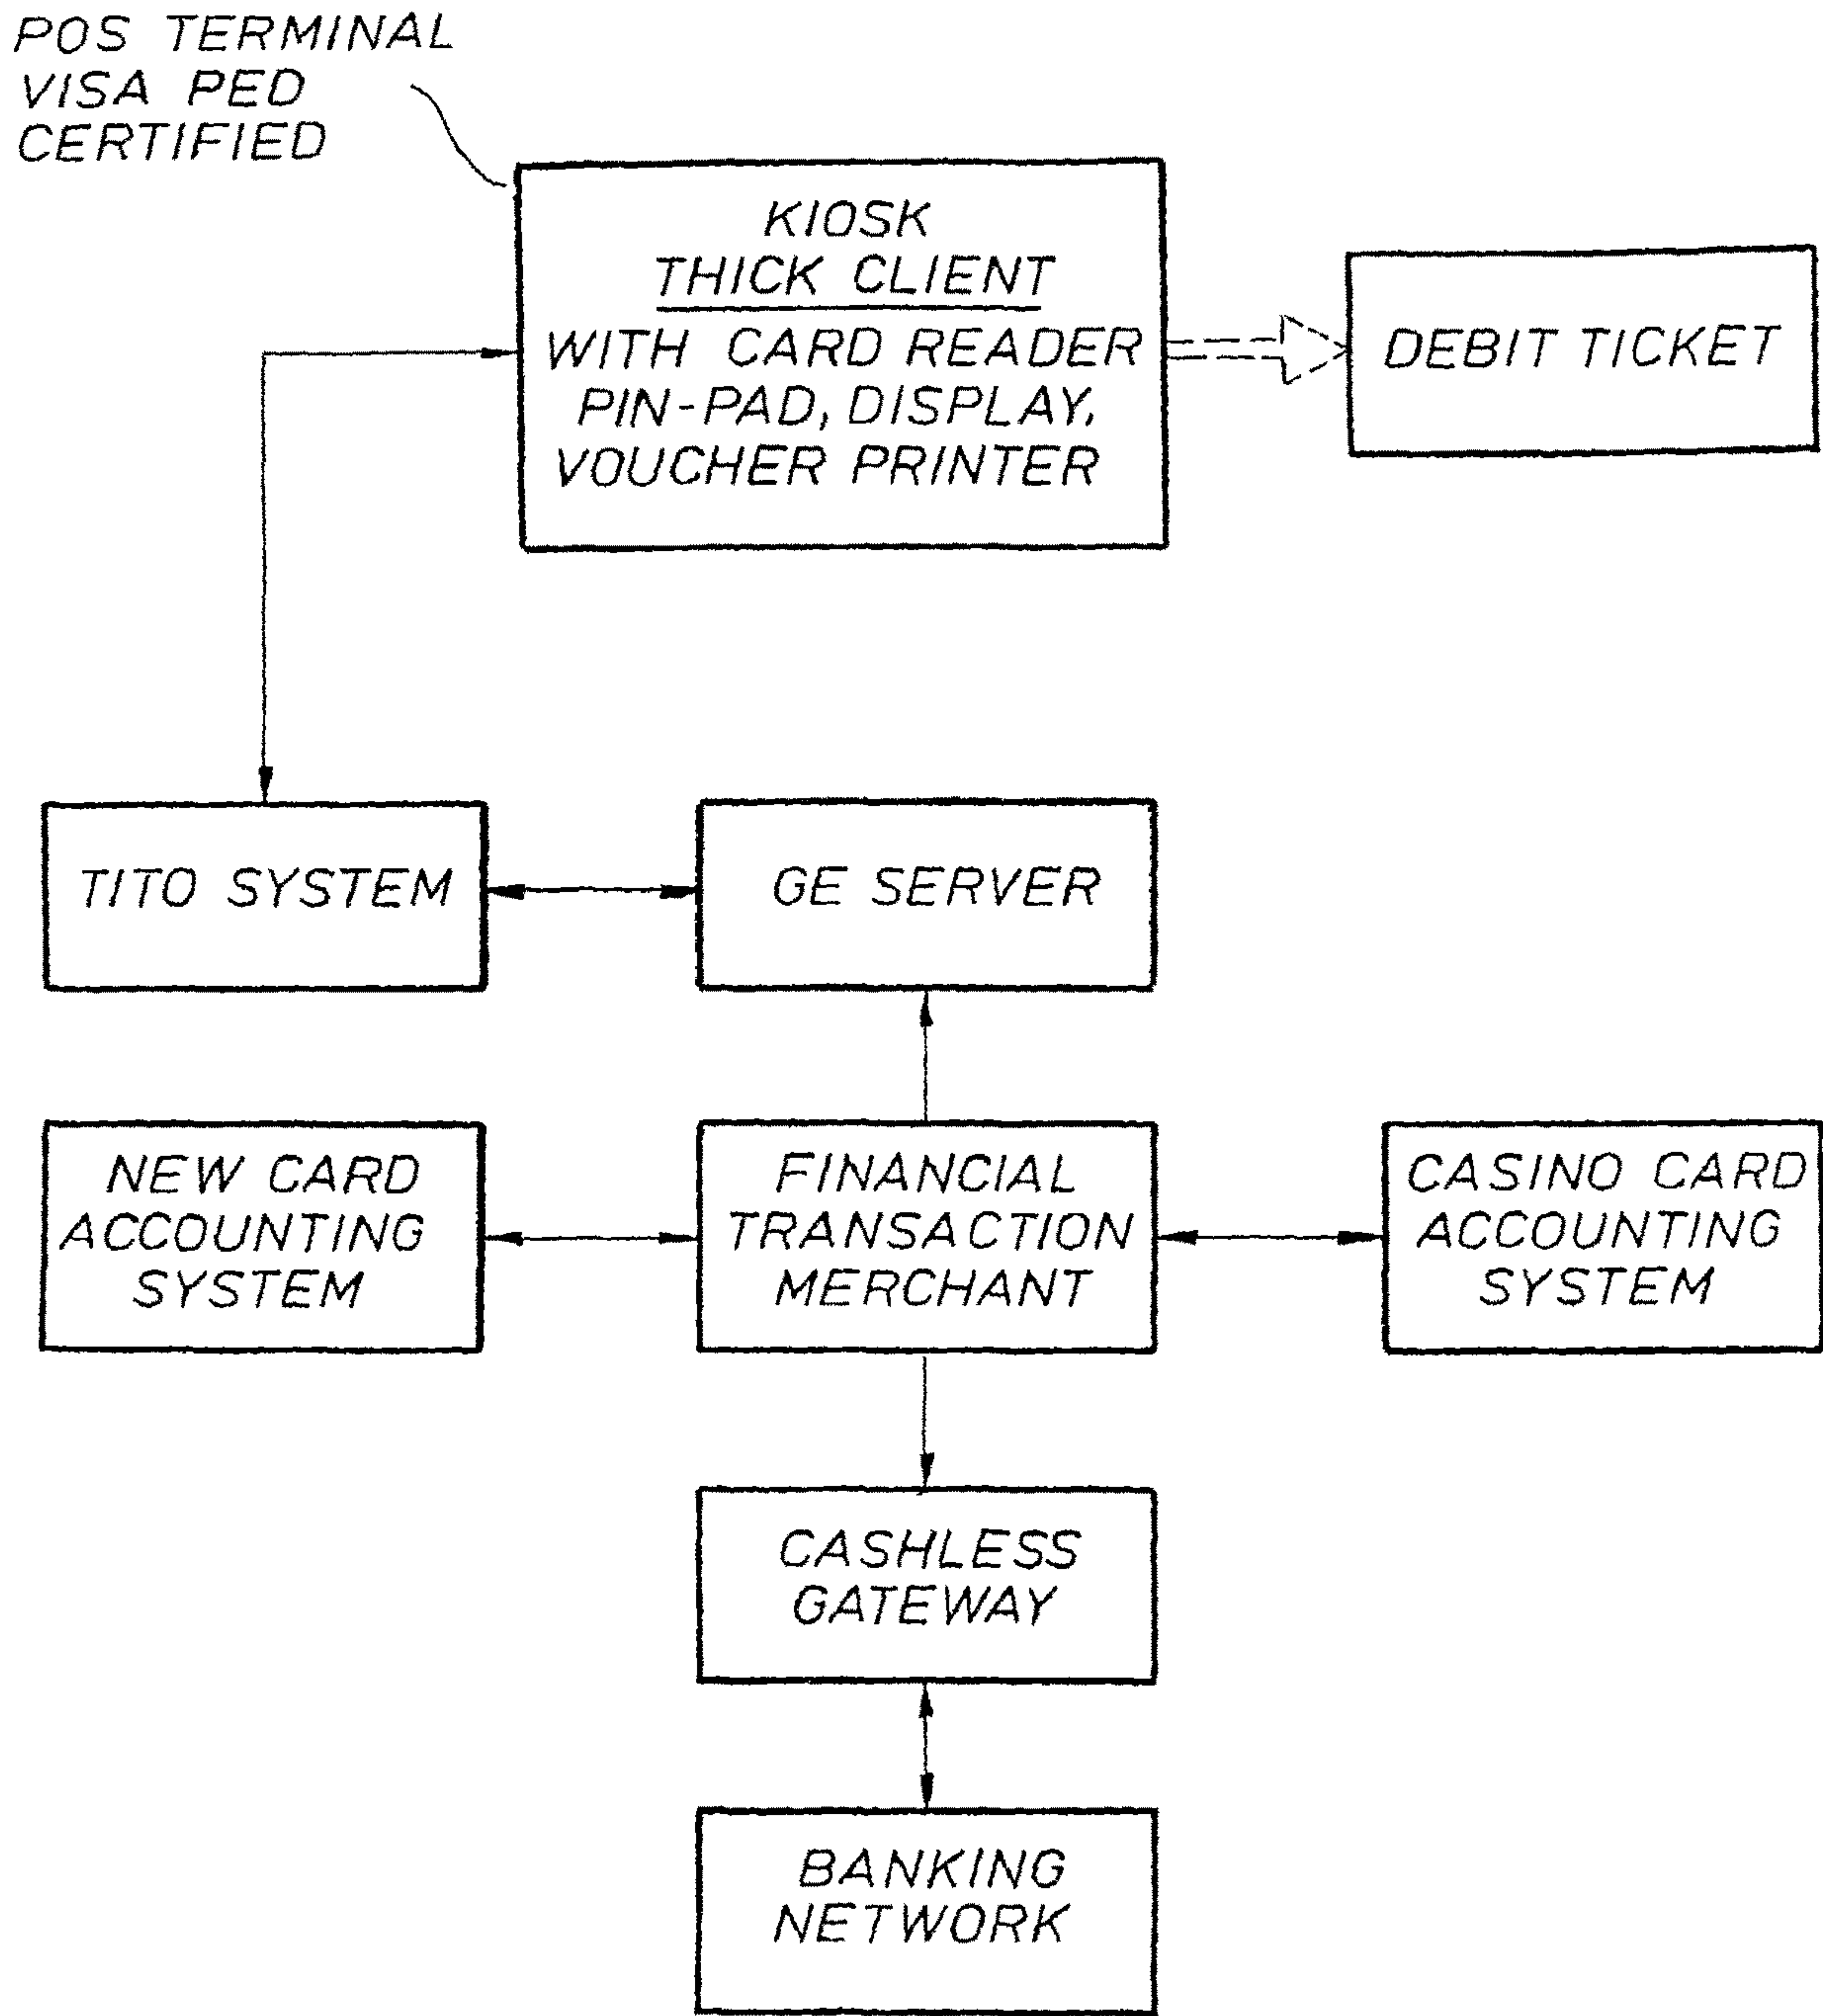 POS TERMINAL
VISA PED
CERTIFIED
KIOSK
THICK CLIENT
WITH CARD READER
PIN-PAD, DISPLAY,
VOUCHER PRINTER
DEBIT TICKET
TITO SYSTEM
GE SERVER
NEW CARD
ACCOUNTING
SYSTEM
FINANCIAL
TRANSACTION
MERCHANT
CASINO CARD
ACCOUNTING
SYSTEM
CASHLESS
GATEWAY
BANKING
NETWORK